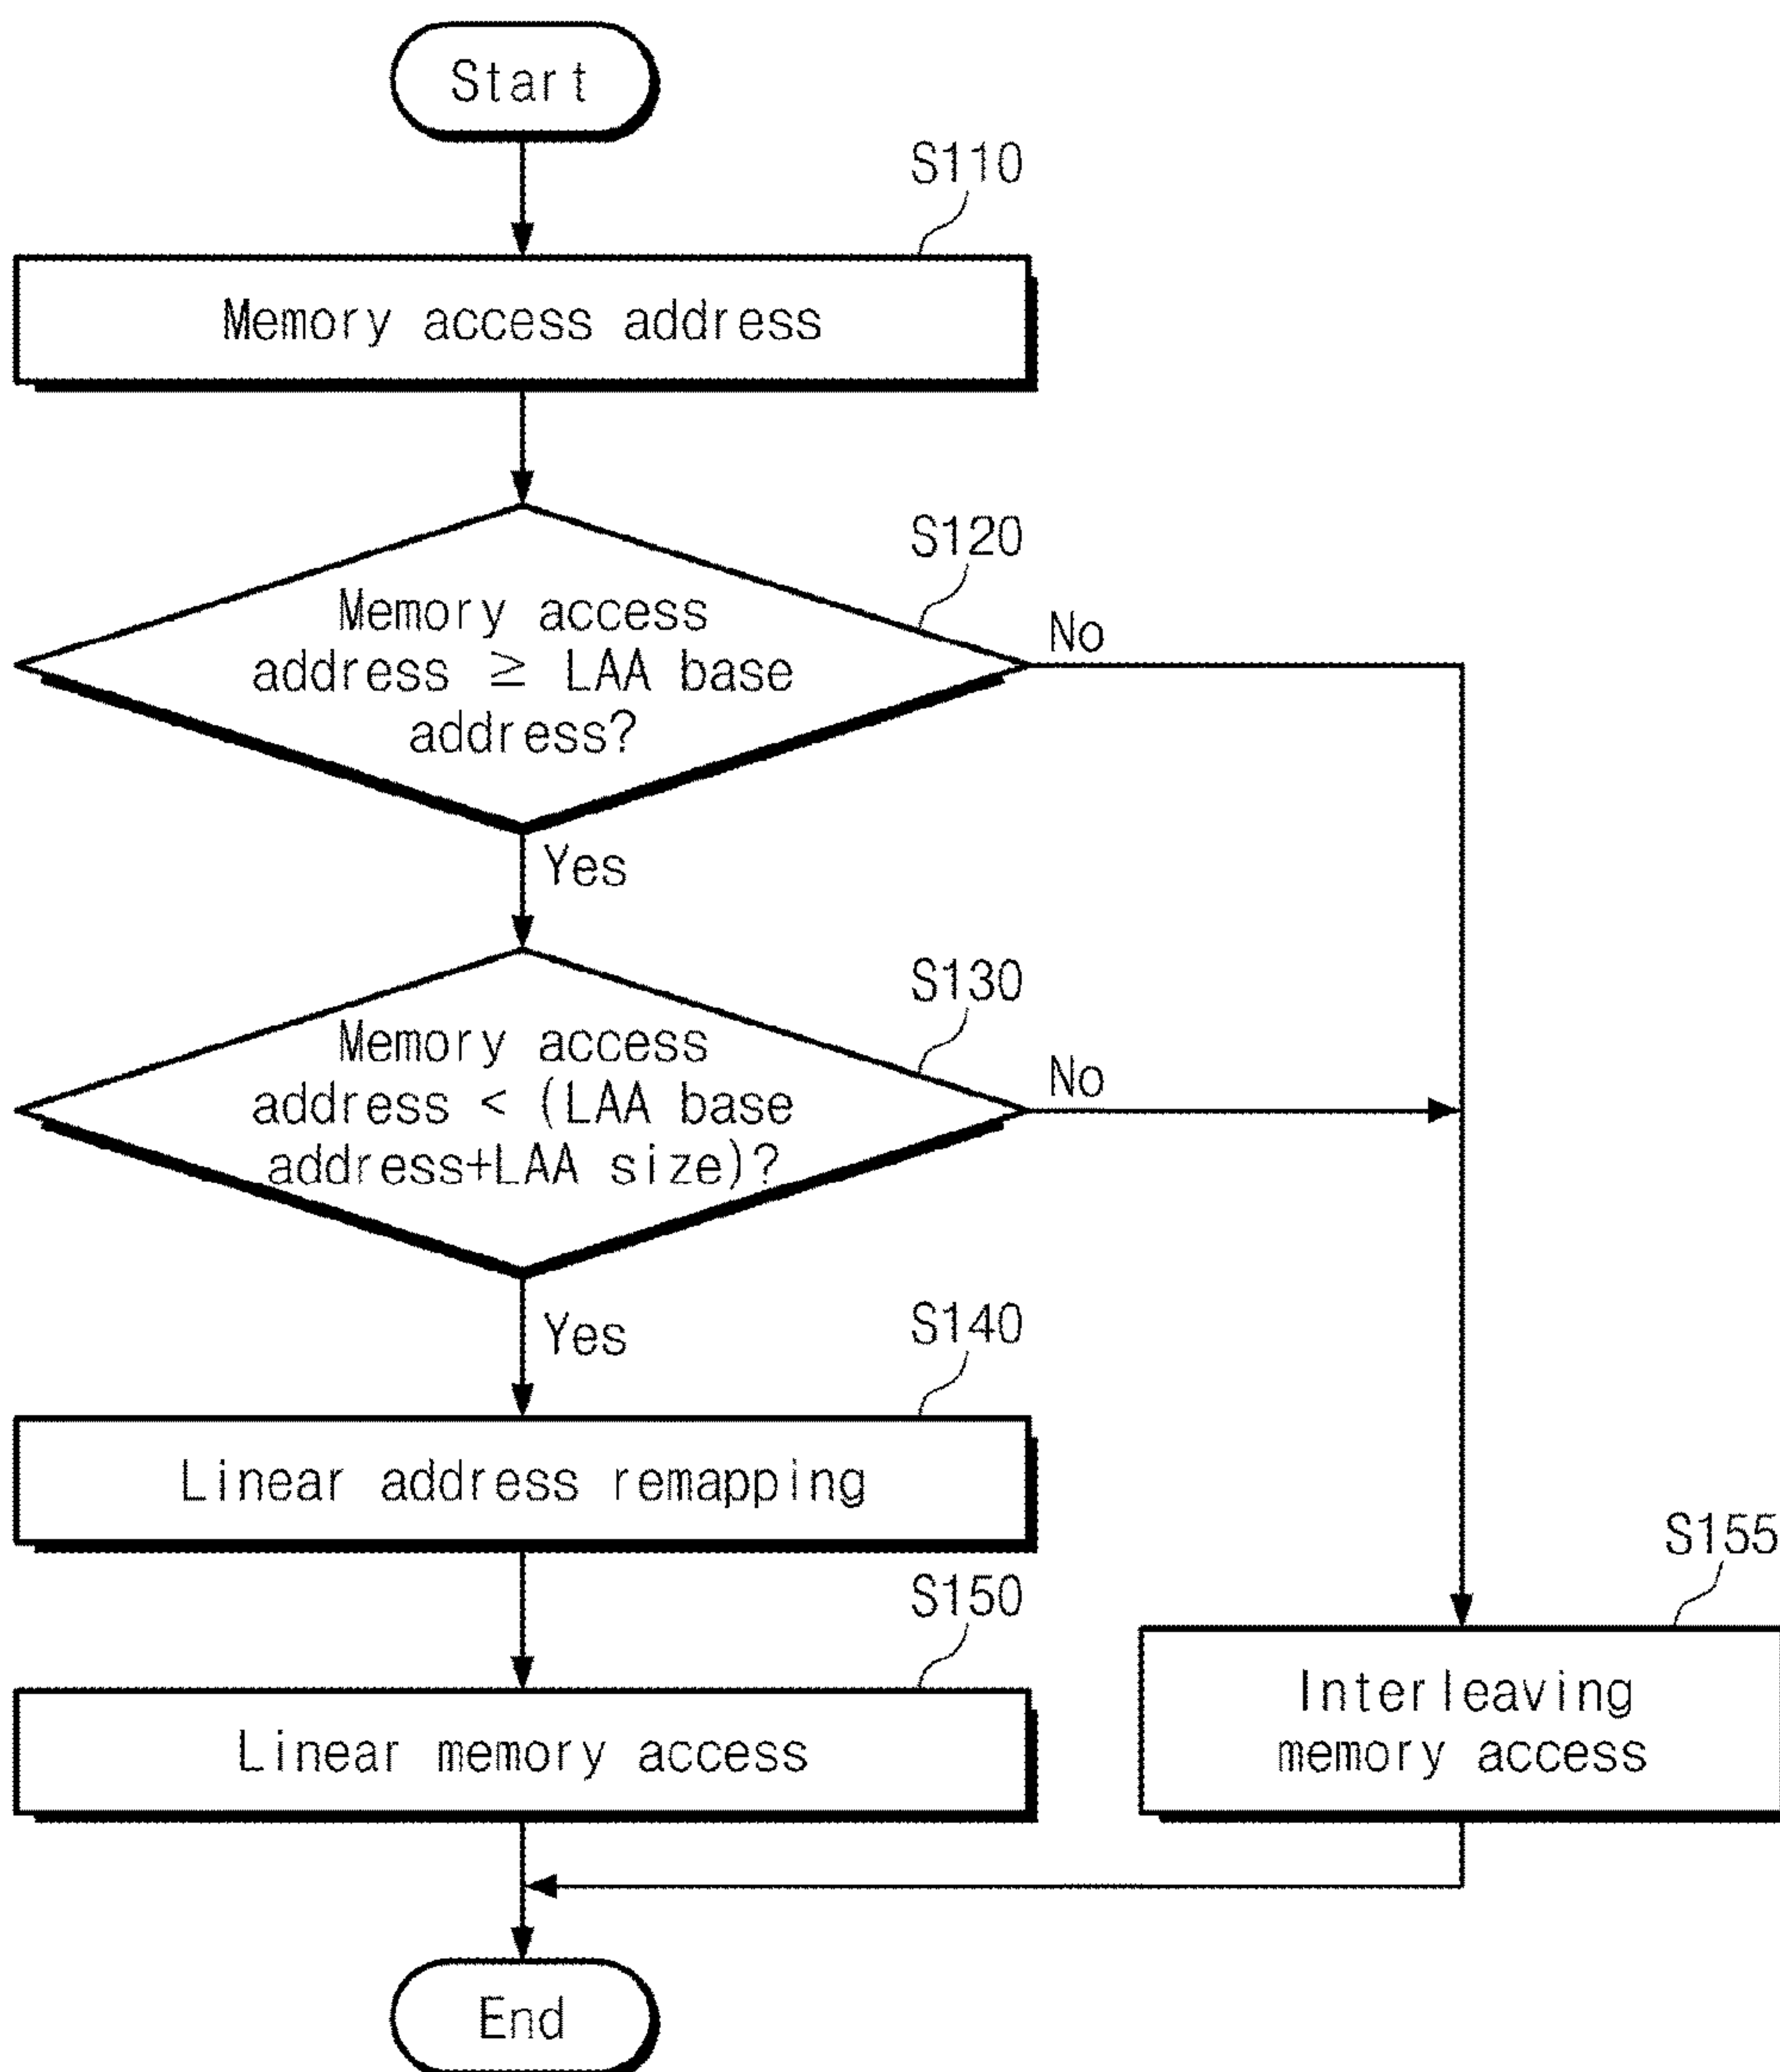 Start
S110
Memory access address
S120
Memory access
address ≥ LAA base
address?
No
Yes
S130
Memory access
address < (LAA base
address+LAA size)?
No
Yes
S140
Linear address remapping
S155
S150
Linear memory access
Interleaving
memory access
End